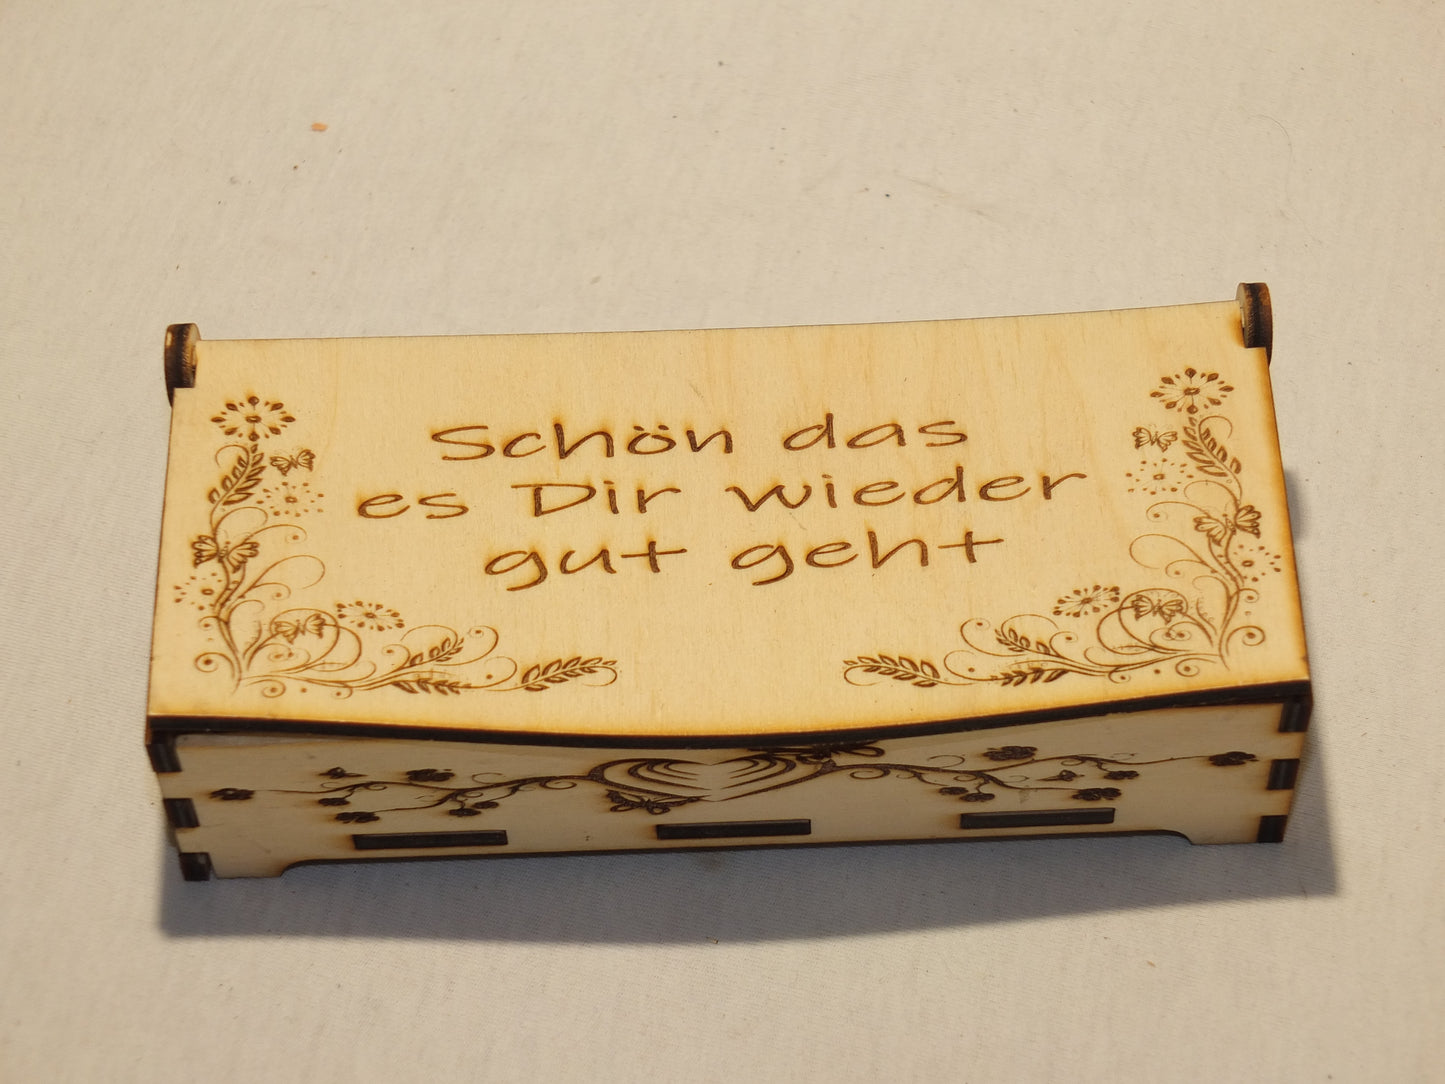 Schön das
es Dir wieder
gut geht